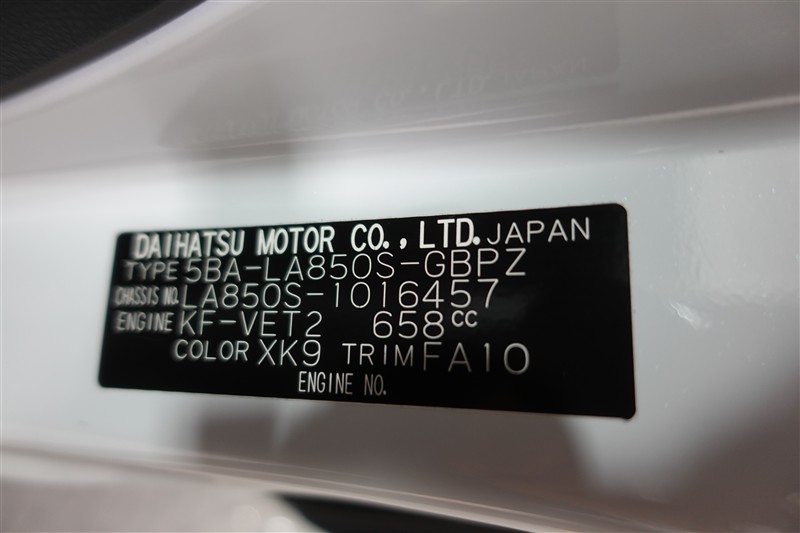 DAIHATSU MOTOR CO., LTD. JAPAN
TYPE 5BA-LA850S-GBPZ
CHASSIS NO. LA850S-1016457
ENGINE KF-VET2 658cc
COLOR XK9 TRIM FA10
ENGINE NO.